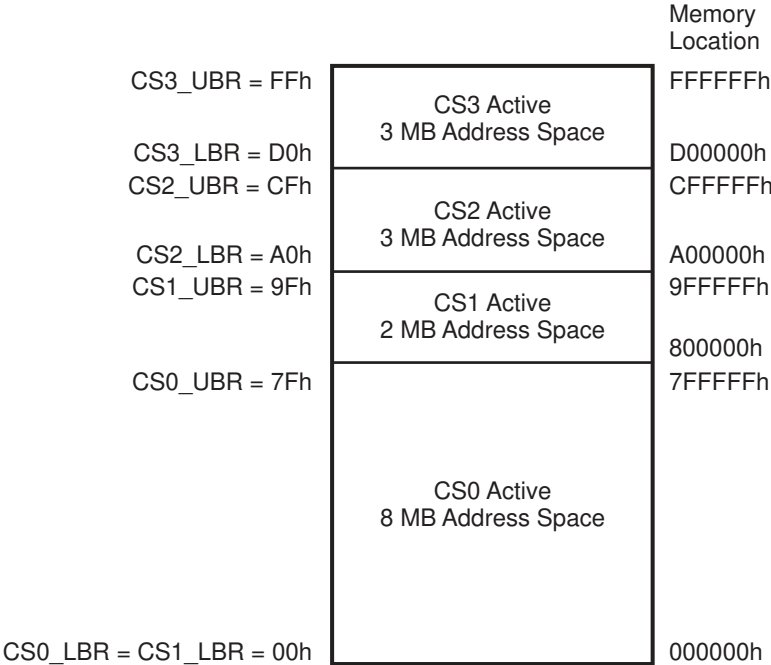 Memory
Location
CS3_UBR = FFh
FFFFFFh
CS3 Active
3 MB Address Space
CS3_LBR = D0h
D00000h
CS2_UBR = CFh
CFFFFFh
CS2 Active
3 MB Address Space
CS2_LBR = A0h
A00000h
CS1_UBR = 9Fh
9FFFFFh
CS1 Active
2 MB Address Space
800000h
CS0_UBR = 7Fh
7FFFFFh
CS0 Active
8 MB Address Space
CS0_LBR = CS1_LBR = 00h
000000h